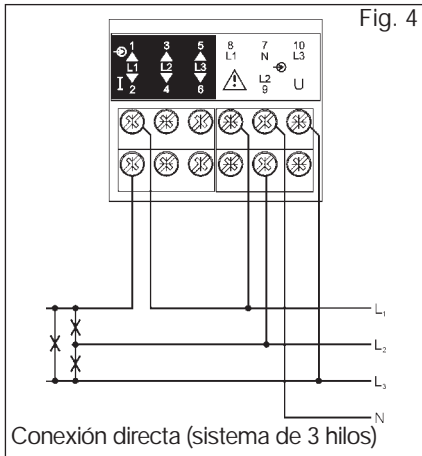 Fig. 4
1 3 5 8 7 10
L1 N L3
L1 L2 L3
L2
I 2 4 6 9 U
L1
L2
L3
N
Conexión directa (sistema de 3 hilos)